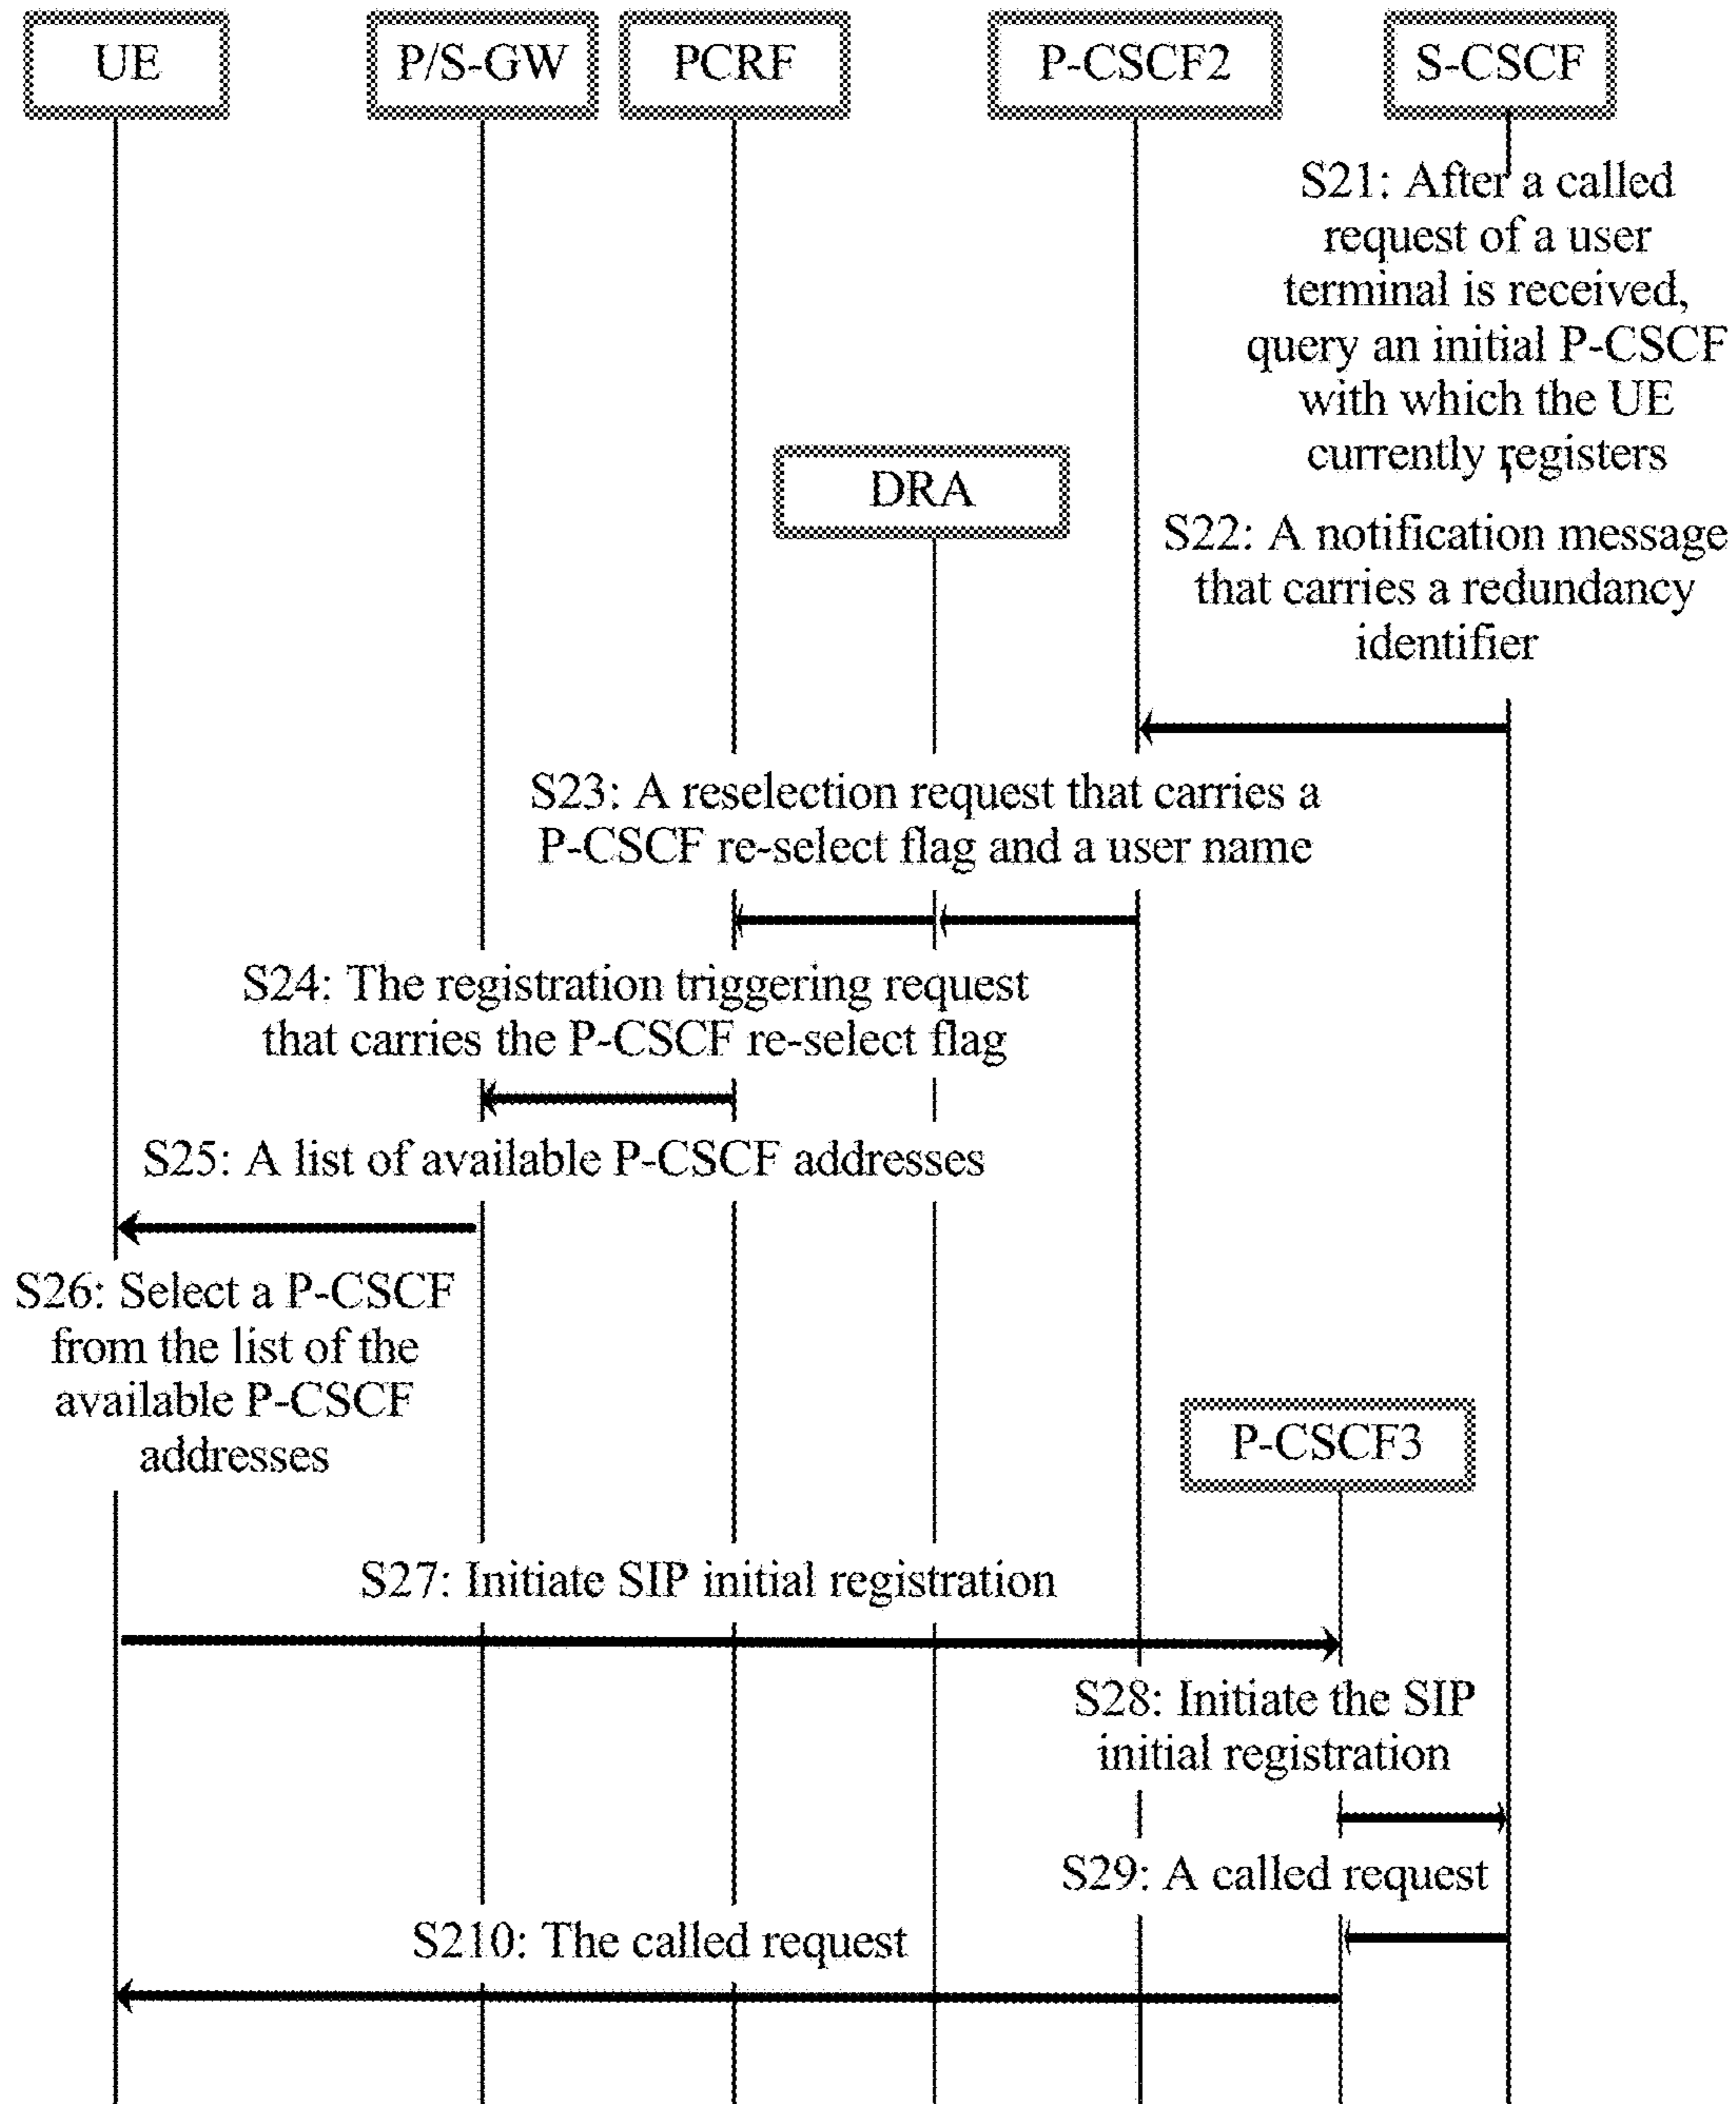 UE
P/S-GW
PCRF
P-CSCF2
S-CSCF
S21: After a called
request of a user
terminal is received,
query an initial P-CSCF
with which the UE
currently registers
DRA
S22: A notification message
that carries a redundancy
identifier
S23: A reselection request that carries a
P-CSCF re-select flag and a user name
S24: The registration triggering request
that carries the P-CSCF re-select flag
S25: A list of available P-CSCF addresses
S26: Select a P-CSCF
from the list of the
available P-CSCF
addresses
P-CSCF3
S27: Initiate SIP initial registration
S28: Initiate the SIP
initial registration
S29: A called request
S210: The called request